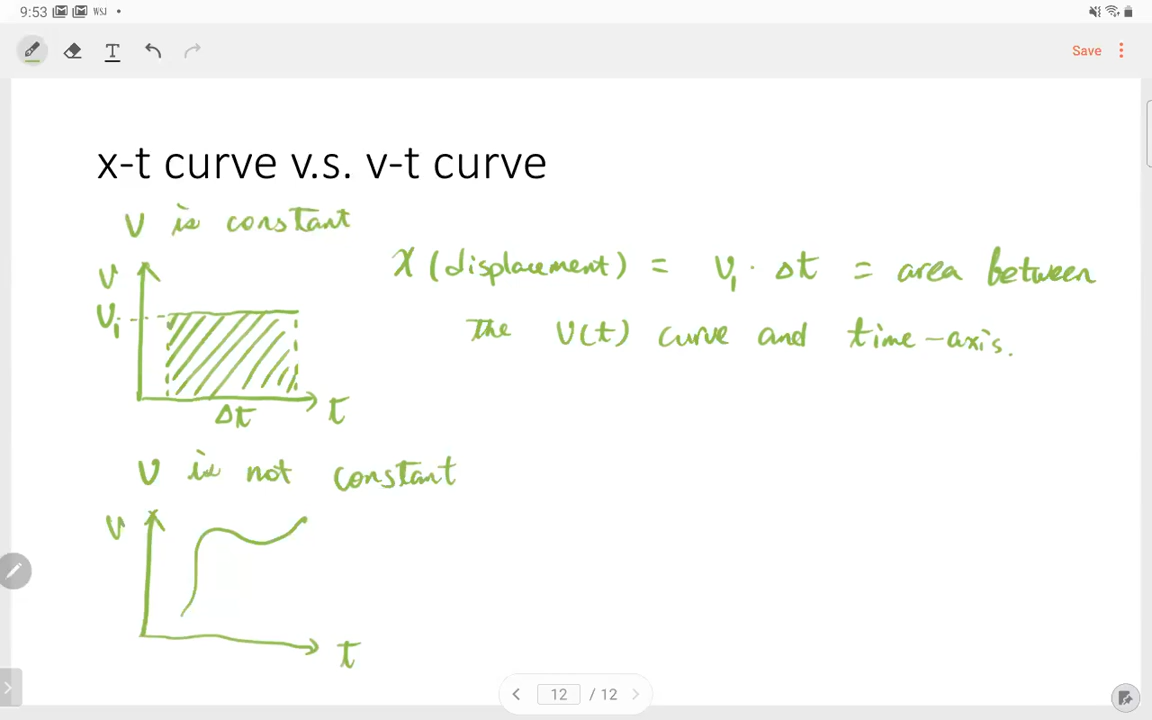 9:53 WSJ
T Save
x-t curve v.s. v-t curve
V is constant
X (displacement) = V₁ · Δt = area between
the V(t) curve and time-axis.
V
V₁
Δt
t
V is not constant
V
t
12 / 12